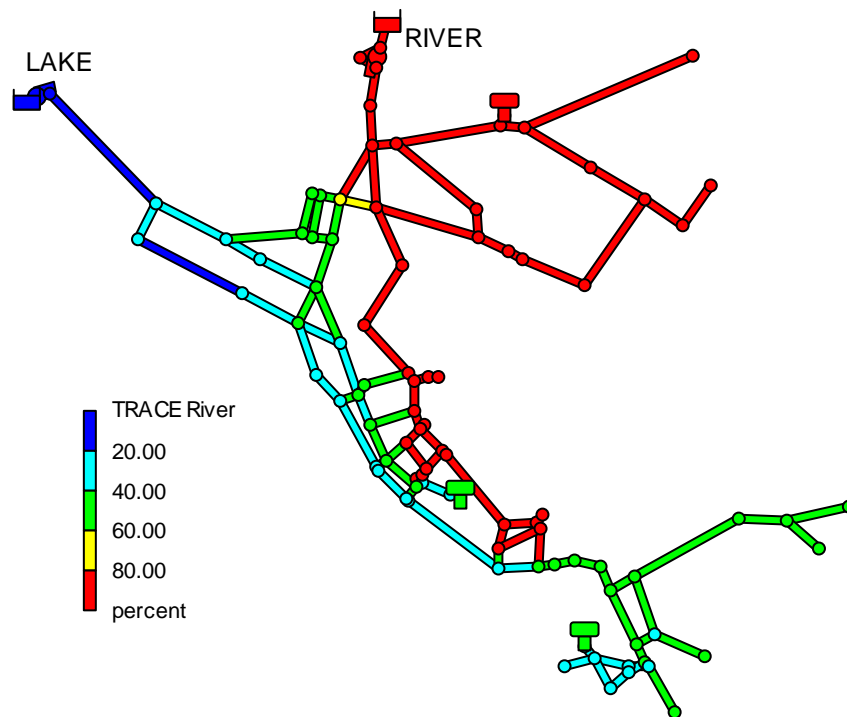 RIVER
LAKE
TRACE River
20.00
40.00
60.00
80.00
percent